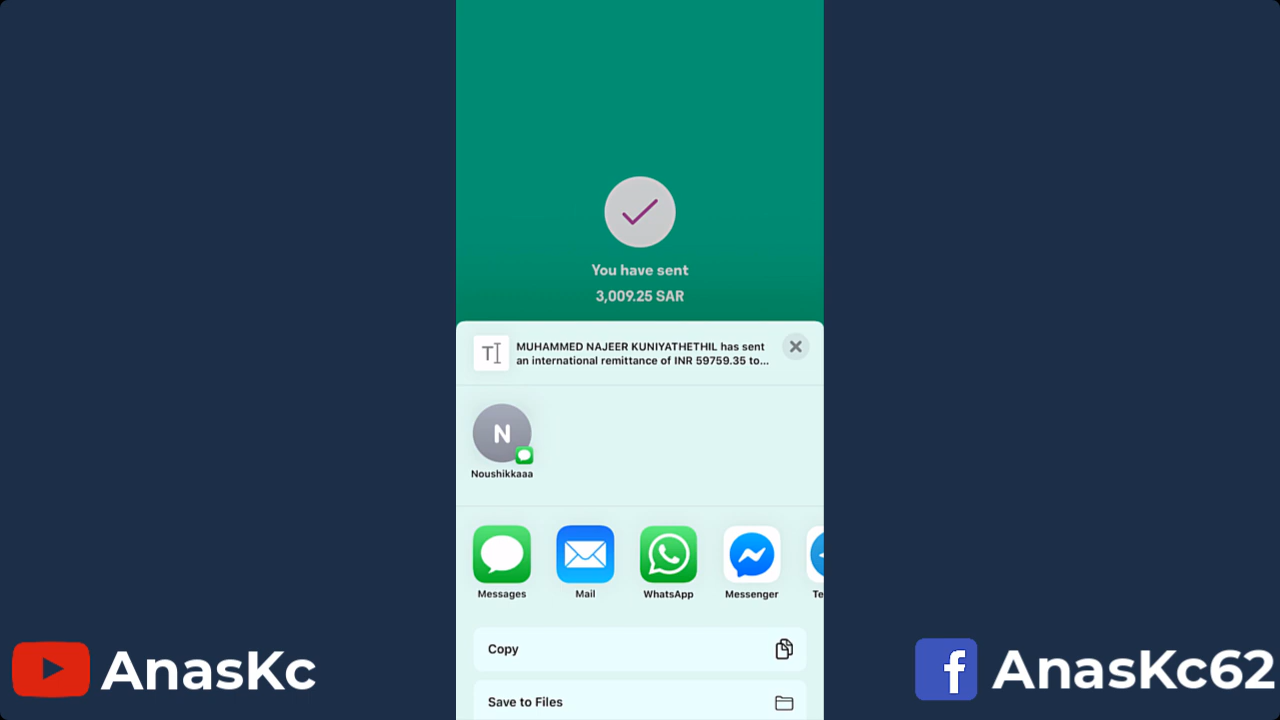 You have sent
3,009.25 SAR
MUHAMMED NAJEER KUNIYATHETHIL has sent
an international remittance of INR 59759.35 to...
N
Noushikkaaa
Messages
Mail
WhatsApp
Messenger
Te
Copy
Save to Files
AnasKc
AnasKc62